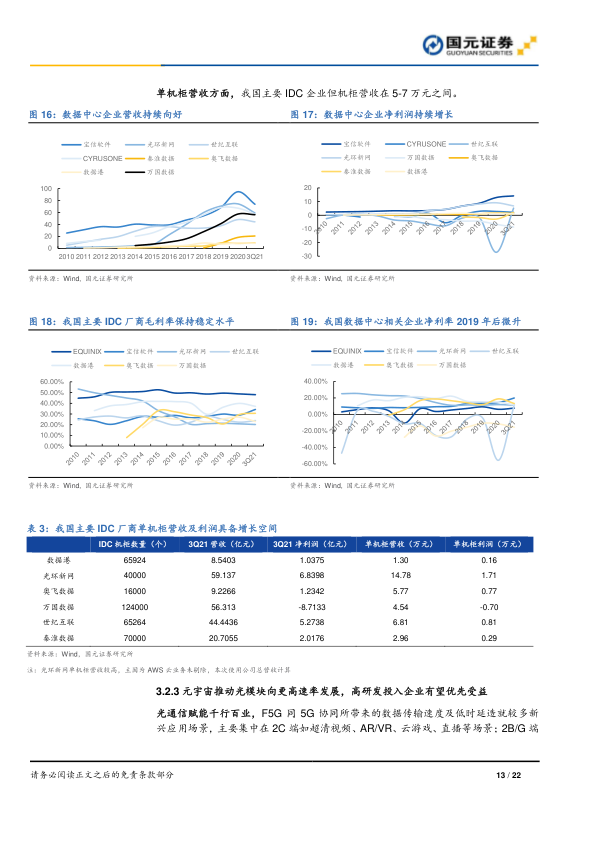 国元证券
GUOYUAN SECURITIES
单机柜营收方面，我国主要 IDC 企业但机柜营收在 5-7 万元之间。
图 16：数据中心企业营收持续向好
图 17：数据中心企业净利润持续增长
宝信软件 光环新网 世纪互联
CYRUSONE 秦淮数据 奥飞数据
数据港 万国数据
100
80
60
40
20
0
2010 2011 2012 2013 2014 2015 2016 2017 2018 2019 2020 3Q21
宝信软件 CYRUSONE 世纪互联
光环新网 万国数据 奥飞数据
秦淮数据 数据港
20
10
0
-10
-20
-30
2010 2011 2012 2013 2014 2015 2016 2017 2018 2019 2020 3Q21
资料来源：Wind，国元证券研究所
资料来源：Wind，国元证券研究所
图 18：我国主要 IDC 厂商毛利率保持稳定水平
图 19：我国数据中心相关企业净利率 2019 年后微升
EQUINIX 宝信软件 光环新网 世纪互联
数据港 奥飞数据 万国数据
60.00%
50.00%
40.00%
30.00%
20.00%
10.00%
0.00%
2010 2011 2012 2013 2014 2015 2016 2017 2018 2019 2020 3Q21
EQUINIX 宝信软件 光环新网 世纪互联
数据港 奥飞数据 万国数据
40.00%
20.00%
0.00%
-20.00%
-40.00%
-60.00%
2010 2011 2012 2013 2014 2015 2016 2017 2018 2019 2020 3Q21
资料来源：Wind，国元证券研究所
资料来源：Wind，国元证券研究所
表 3：我国主要 IDC 厂商单机柜营收及利润具备增长空间
IDC 机柜数量（个） 3Q21 营收（亿元） 3Q21 净利润（亿元） 单机柜营收（万元） 单机柜利润（万元）
数据港 65924 8.5403 1.0375 1.30 0.16
光环新网 40000 59.137 6.8398 14.78 1.71
奥飞数据 16000 9.2266 1.2342 5.77 0.77
万国数据 124000 56.313 -8.7133 4.54 -0.70
世纪互联 65264 44.4436 5.2738 6.81 0.81
秦淮数据 70000 20.7055 2.0176 2.96 0.29
资料来源：Wind，国元证券研究所
注：光环新网单机柜营收较高，主因为 AWS 云业务未剔除，本次使用公司总营收计算
3.2.3 元宇宙推动光模块向更高速率发展，高研发投入企业有望优先受益
光通信赋能千行百业，F5G 同 5G 协同所带来的数据传输速度及低时延造就较多新
兴应用场景，主要集中在 2C 端如超清视频、AR/VR、云游戏、直播等场景；2B/G 端
请务必阅读正文之后的免责条款部分
13 / 22